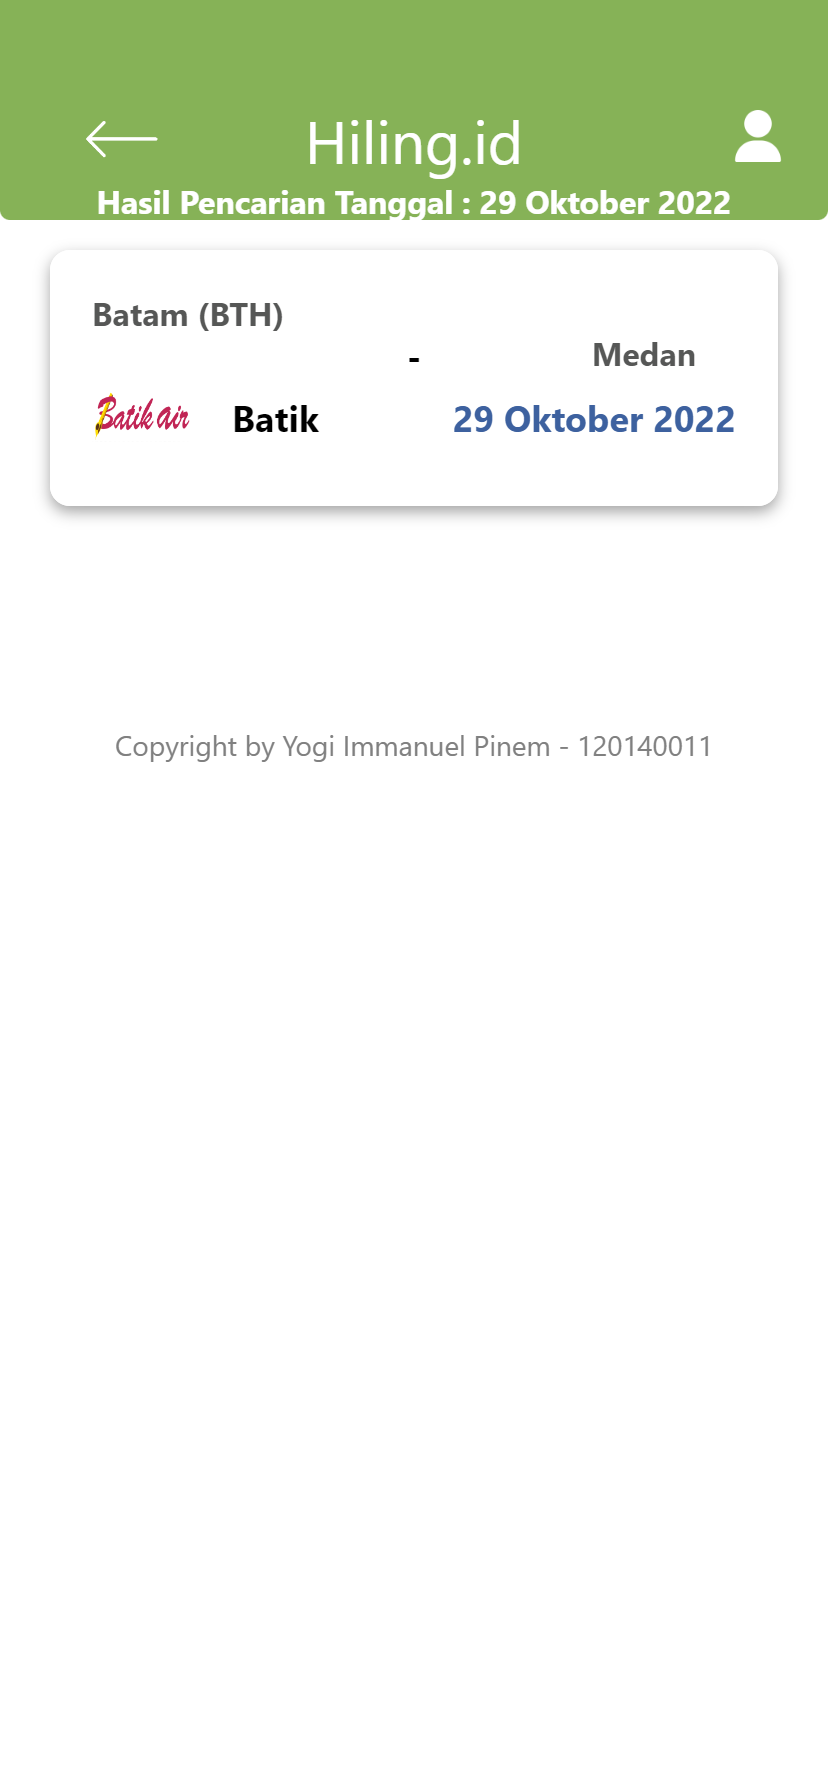 Hiling.id
Hasil Pencarian Tanggal : 29 Oktober 2022
Batam (BTH)
- Medan
Batik air Batik 29 Oktober 2022
Copyright by Yogi Immanuel Pinem - 120140011